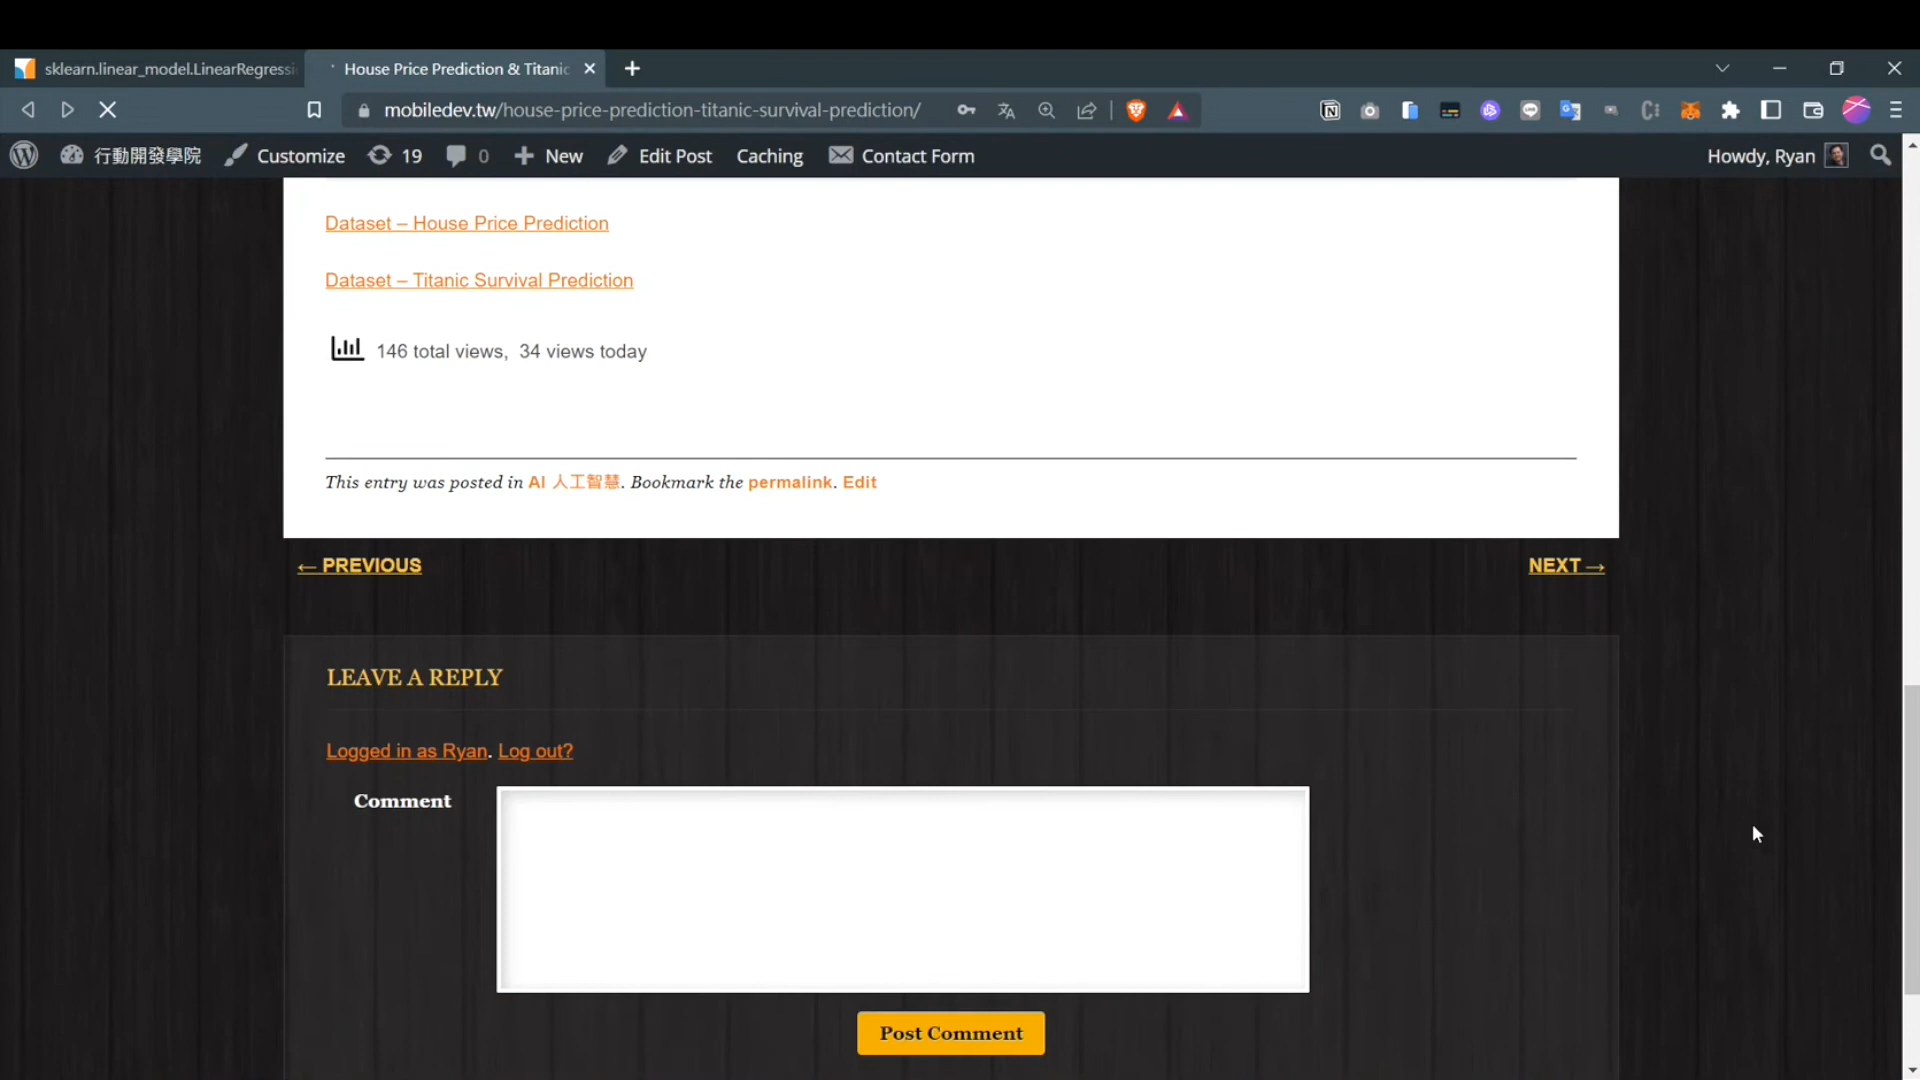 sklearn.linear_model.LinearRegressi
House Price Prediction & Titanic
mobiledev.tw/house-price-prediction-titanic-survival-prediction/
行動開發學院 Customize 19 0 New Edit Post Caching Contact Form Howdy, Ryan
Dataset – House Price Prediction
Dataset – Titanic Survival Prediction
146 total views, 34 views today
This entry was posted in AI 人工智慧. Bookmark the permalink. Edit
← PREVIOUS
NEXT →
LEAVE A REPLY
Logged in as Ryan. Log out?
Comment
Post Comment